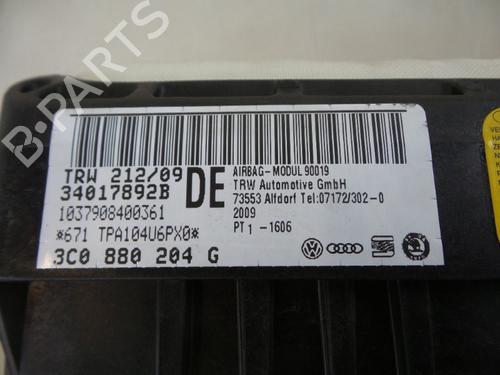 B-PARTS
TRW 212/09
34017892B
1037908400361
*671 TPA104U6PX0*
3C0 880 204 G
DE
AIRBAG-MODUL 90019
TRW Automotive GmbH
73553 Alfdorf Tel:07172/302-0
2009
PT1 -1606